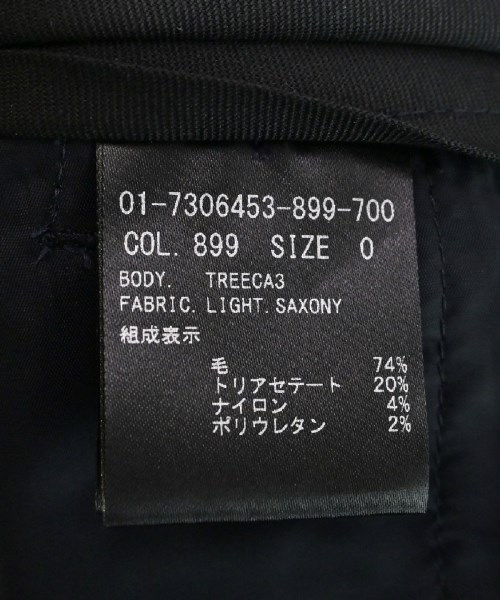 01-7306453-899-700
COL. 899 SIZE 0
BODY. TREECA3
FABRIC. LIGHT. SAXONY
組成表示
毛 74%
トリアセテート 20%
ナイロン 4%
ポリウレタン 2%